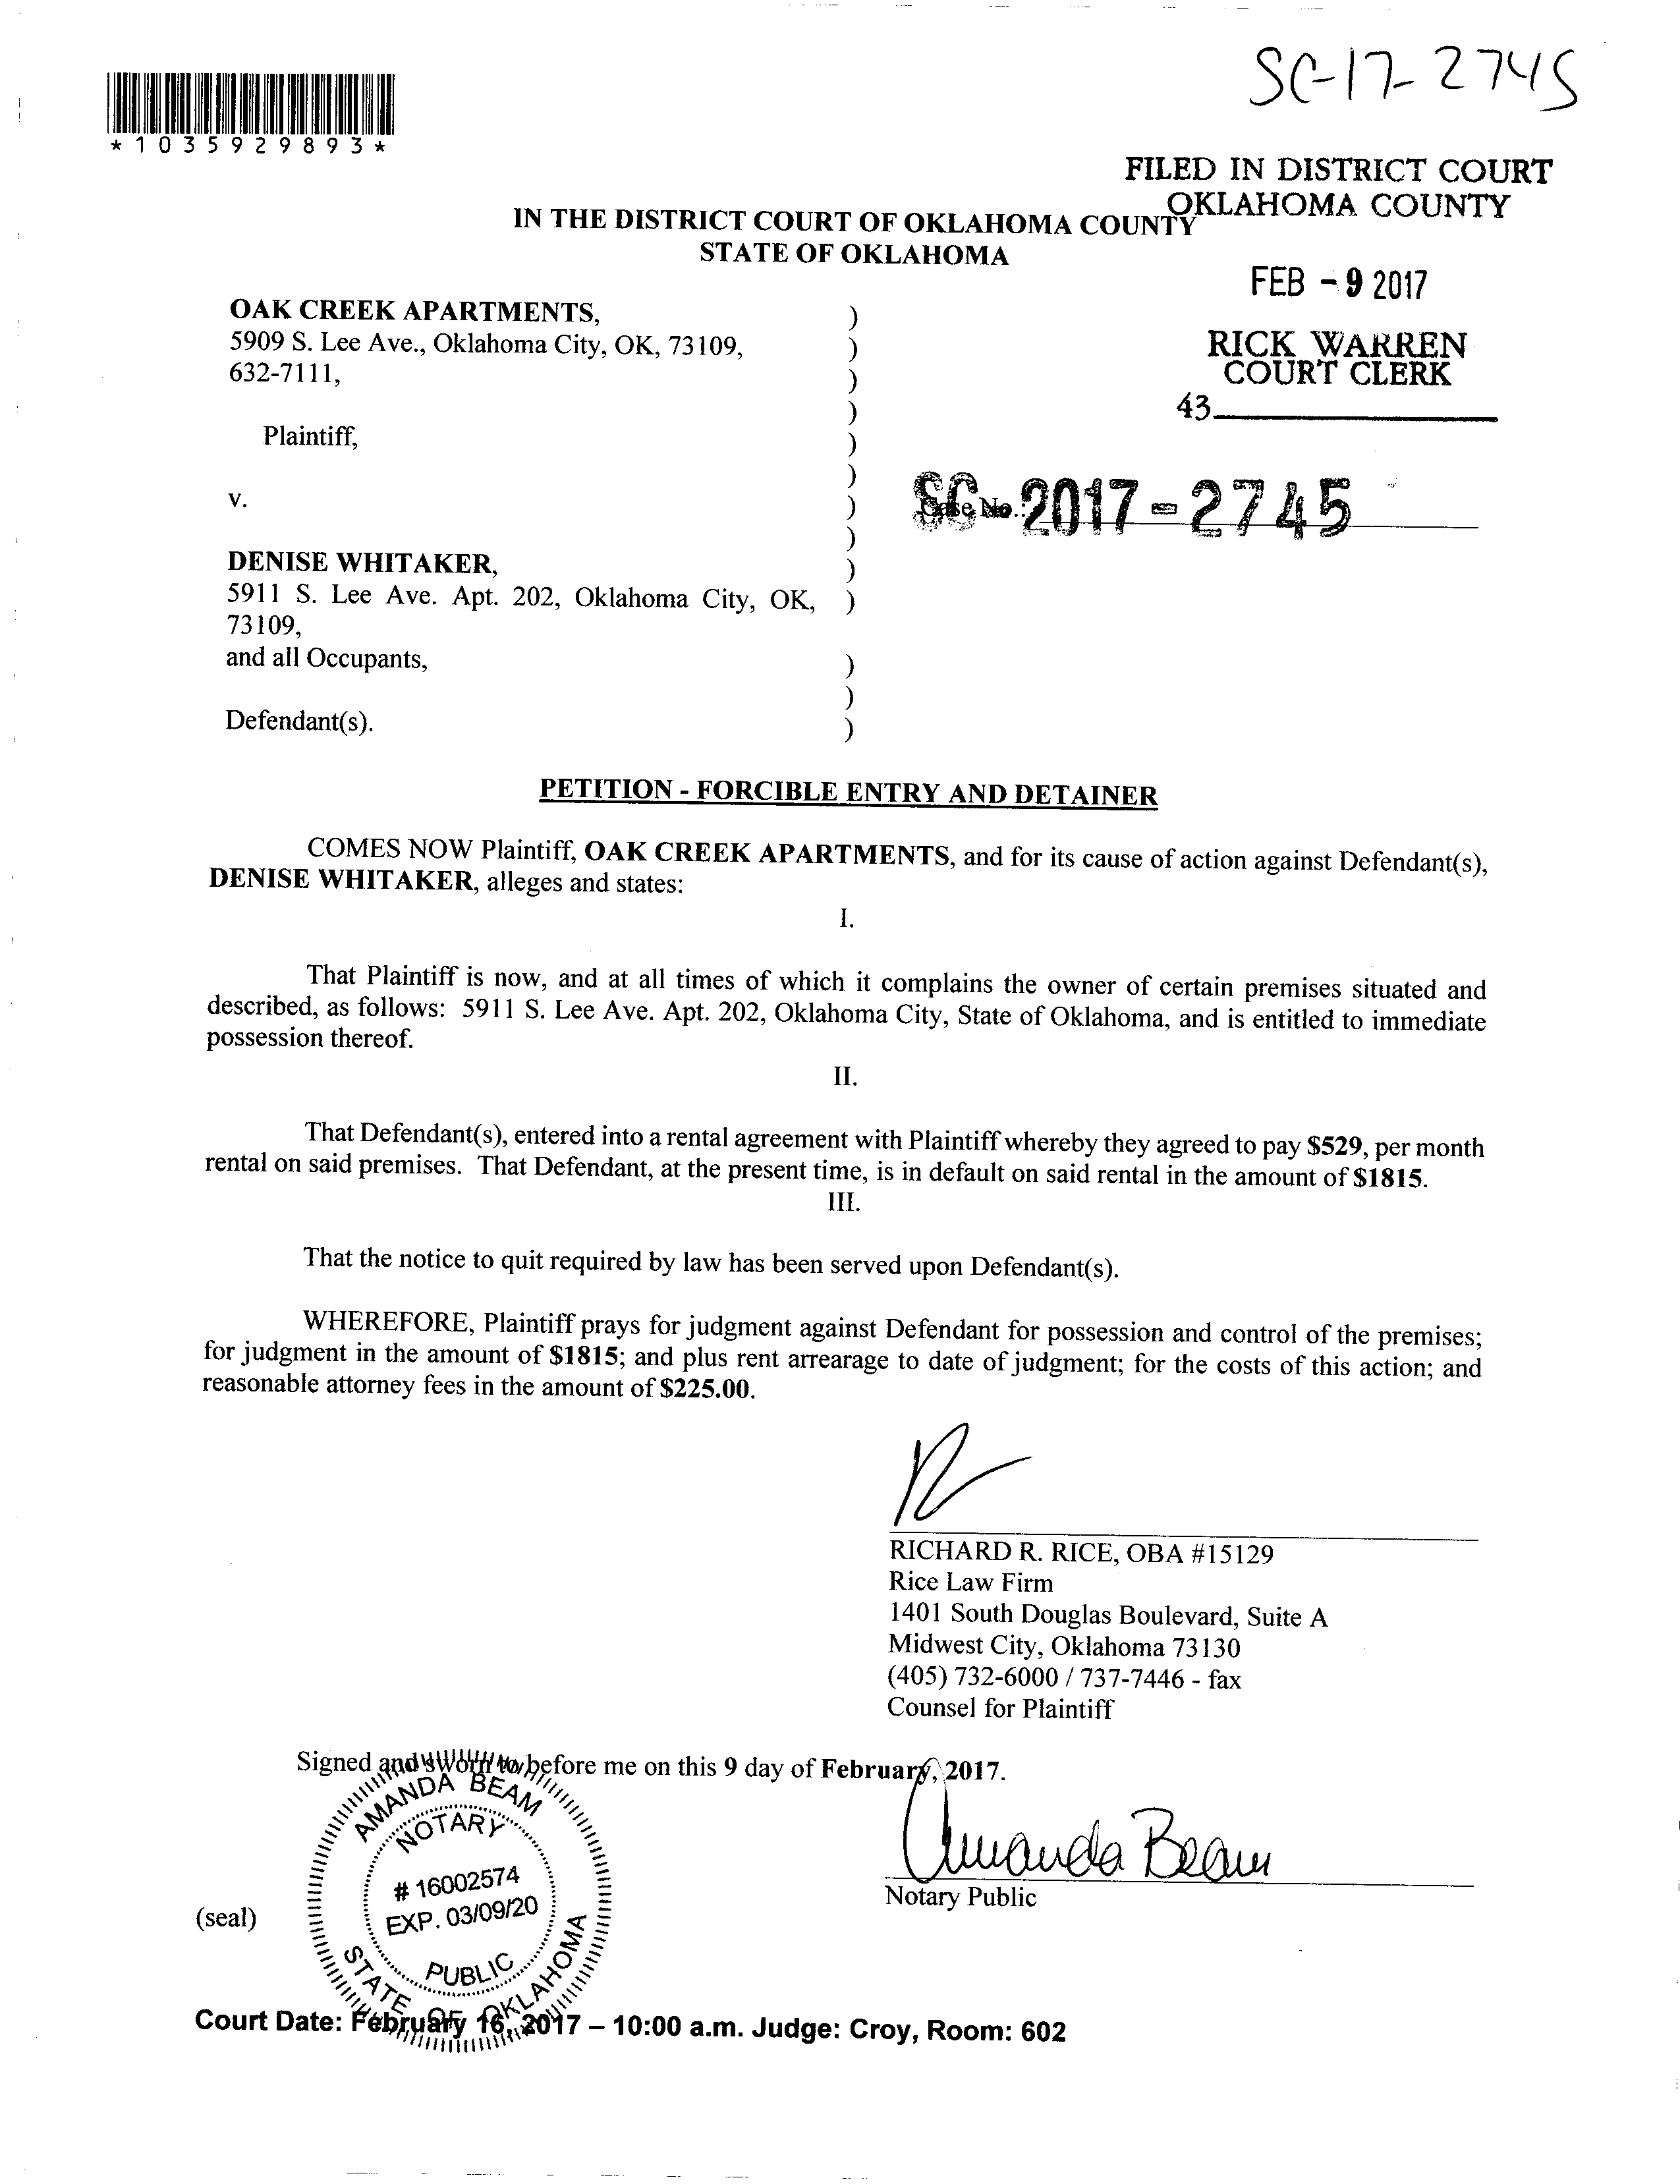 SC-17-2745
*1035929893*
FILED IN DISTRICT COURT
OKLAHOMA COUNTY
IN THE DISTRICT COURT OF OKLAHOMA COUNTY
STATE OF OKLAHOMA
FEB - 9 2017
RICK WARREN
COURT CLERK
43
OAK CREEK APARTMENTS, )
5909 S. Lee Ave., Oklahoma City, OK, 73109, )
632-7111, )
)
Plaintiff, )
)
v. )
SC - 2017 - 2745
Case No.:
)
DENISE WHITAKER, )
5911 S. Lee Ave. Apt. 202, Oklahoma City, OK, )
73109,
and all Occupants, )
)
Defendant(s). )
PETITION - FORCIBLE ENTRY AND DETAINER
COMES NOW Plaintiff, OAK CREEK APARTMENTS, and for its cause of action against Defendant(s),
DENISE WHITAKER, alleges and states:
I.
That Plaintiff is now, and at all times of which it complains the owner of certain premises situated and
described, as follows: 5911 S. Lee Ave. Apt. 202, Oklahoma City, State of Oklahoma, and is entitled to immediate
possession thereof.
II.
That Defendant(s), entered into a rental agreement with Plaintiff whereby they agreed to pay $529, per month
rental on said premises. That Defendant, at the present time, is in default on said rental in the amount of $1815.
III.
That the notice to quit required by law has been served upon Defendant(s).
WHEREFORE, Plaintiff prays for judgment against Defendant for possession and control of the premises;
for judgment in the amount of $1815; and plus rent arrearage to date of judgment; for the costs of this action; and
reasonable attorney fees in the amount of $225.00.
RICHARD R. RICE, OBA #15129
Rice Law Firm
1401 South Douglas Boulevard, Suite A
Midwest City, Oklahoma 73130
(405) 732-6000 / 737-7446 - fax
Counsel for Plaintiff
Signed and sworn to before me on this 9 day of February, 2017.
Amanda Beam
Notary Public
(seal)
AMANDA BEAM
NOTARY
# 16002574
EXP. 03/09/20
PUBLIC
STATE OF OKLAHOMA
Court Date: February 16, 2017 – 10:00 a.m. Judge: Croy, Room: 602